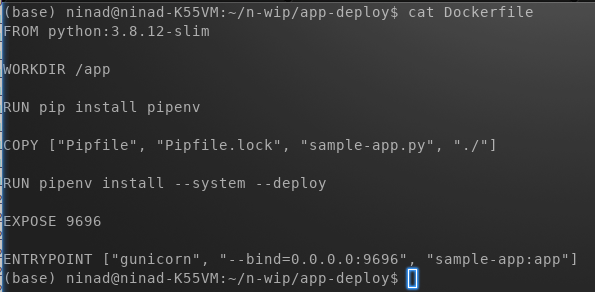 (base) ninad@ninad-K55VM:~/n-wip/app-deploy$ cat Dockerfile
FROM python:3.8.12-slim
WORKDIR /app
RUN pip install pipenv
COPY ["Pipfile", "Pipfile.lock", "sample-app.py", "./"]
RUN pipenv install --system --deploy
EXPOSE 9696
ENTRYPOINT ["gunicorn", "--bind=0.0.0.0:9696", "sample-app:app"]
(base) ninad@ninad-K55VM:~/n-wip/app-deploy$